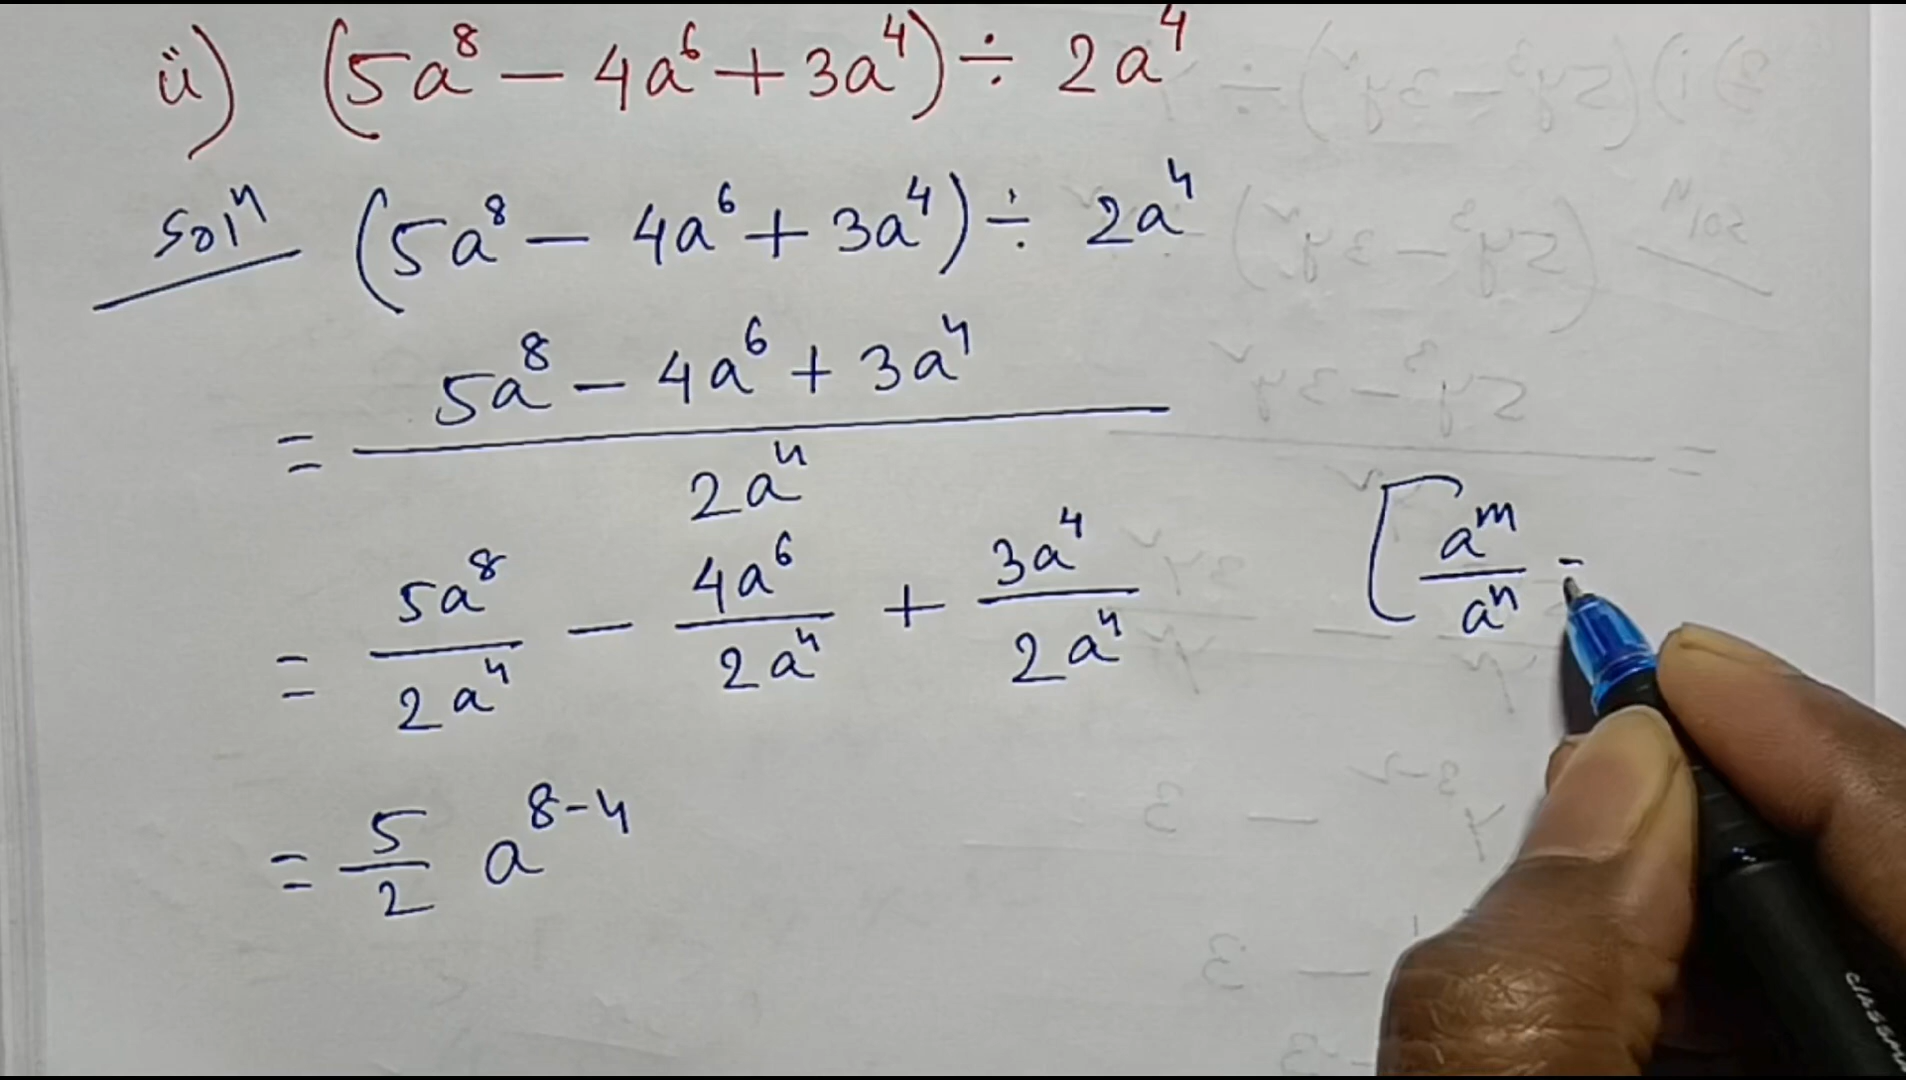 ii) (5a⁸ − 4a⁶ + 3a⁴) ÷ 2a⁴
Solⁿ (5a⁸ − 4a⁶ + 3a⁴) ÷ 2a⁴
= (5a⁸ − 4a⁶ + 3a⁴)/(2a⁴)
= 5a⁸/2a⁴ − 4a⁶/2a⁴ + 3a⁴/2a⁴ [aᵐ/aⁿ =
= 5/2 a⁸⁻⁴